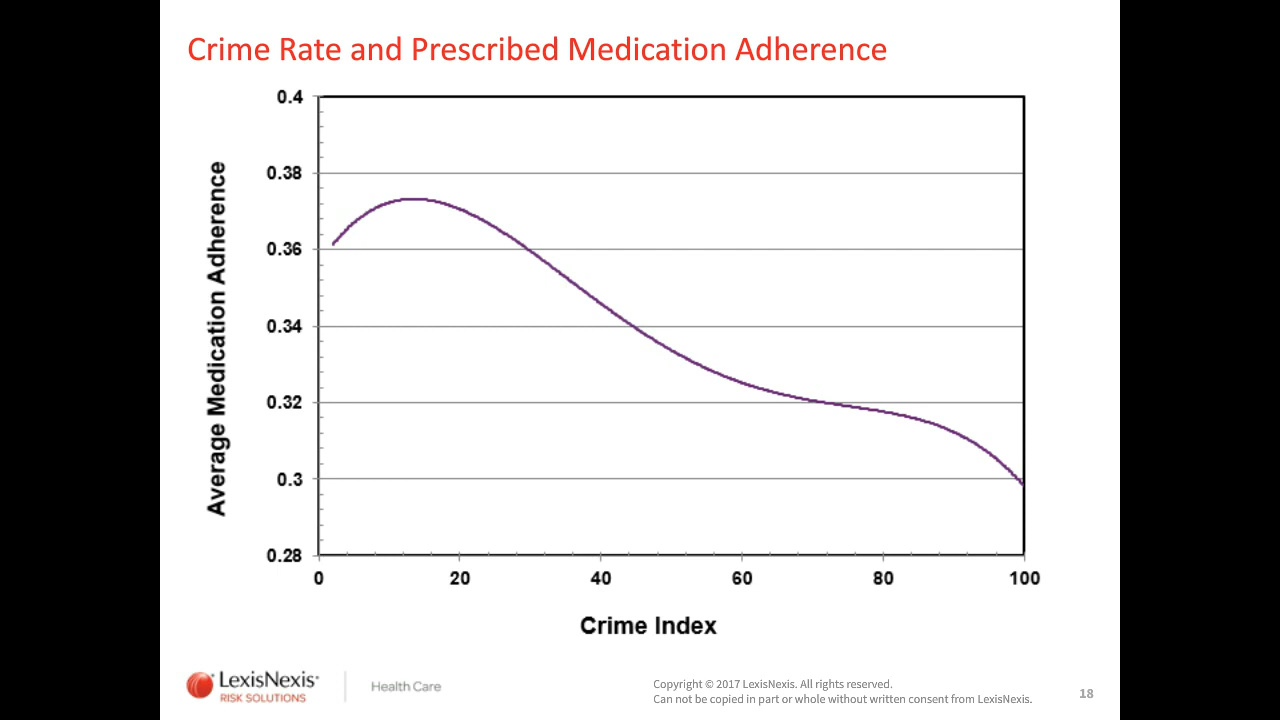 Crime Rate and Prescribed Medication Adherence
0.4
0.38
0.36
0.34
0.32
0.3
0.28
Average Medication Adherence
0 20 40 60 80 100
Crime Index
LexisNexis
RISK SOLUTIONS
Health Care
Copyright © 2017 LexisNexis. All rights reserved.
Can not be copied in part or whole without written consent from LexisNexis.
18